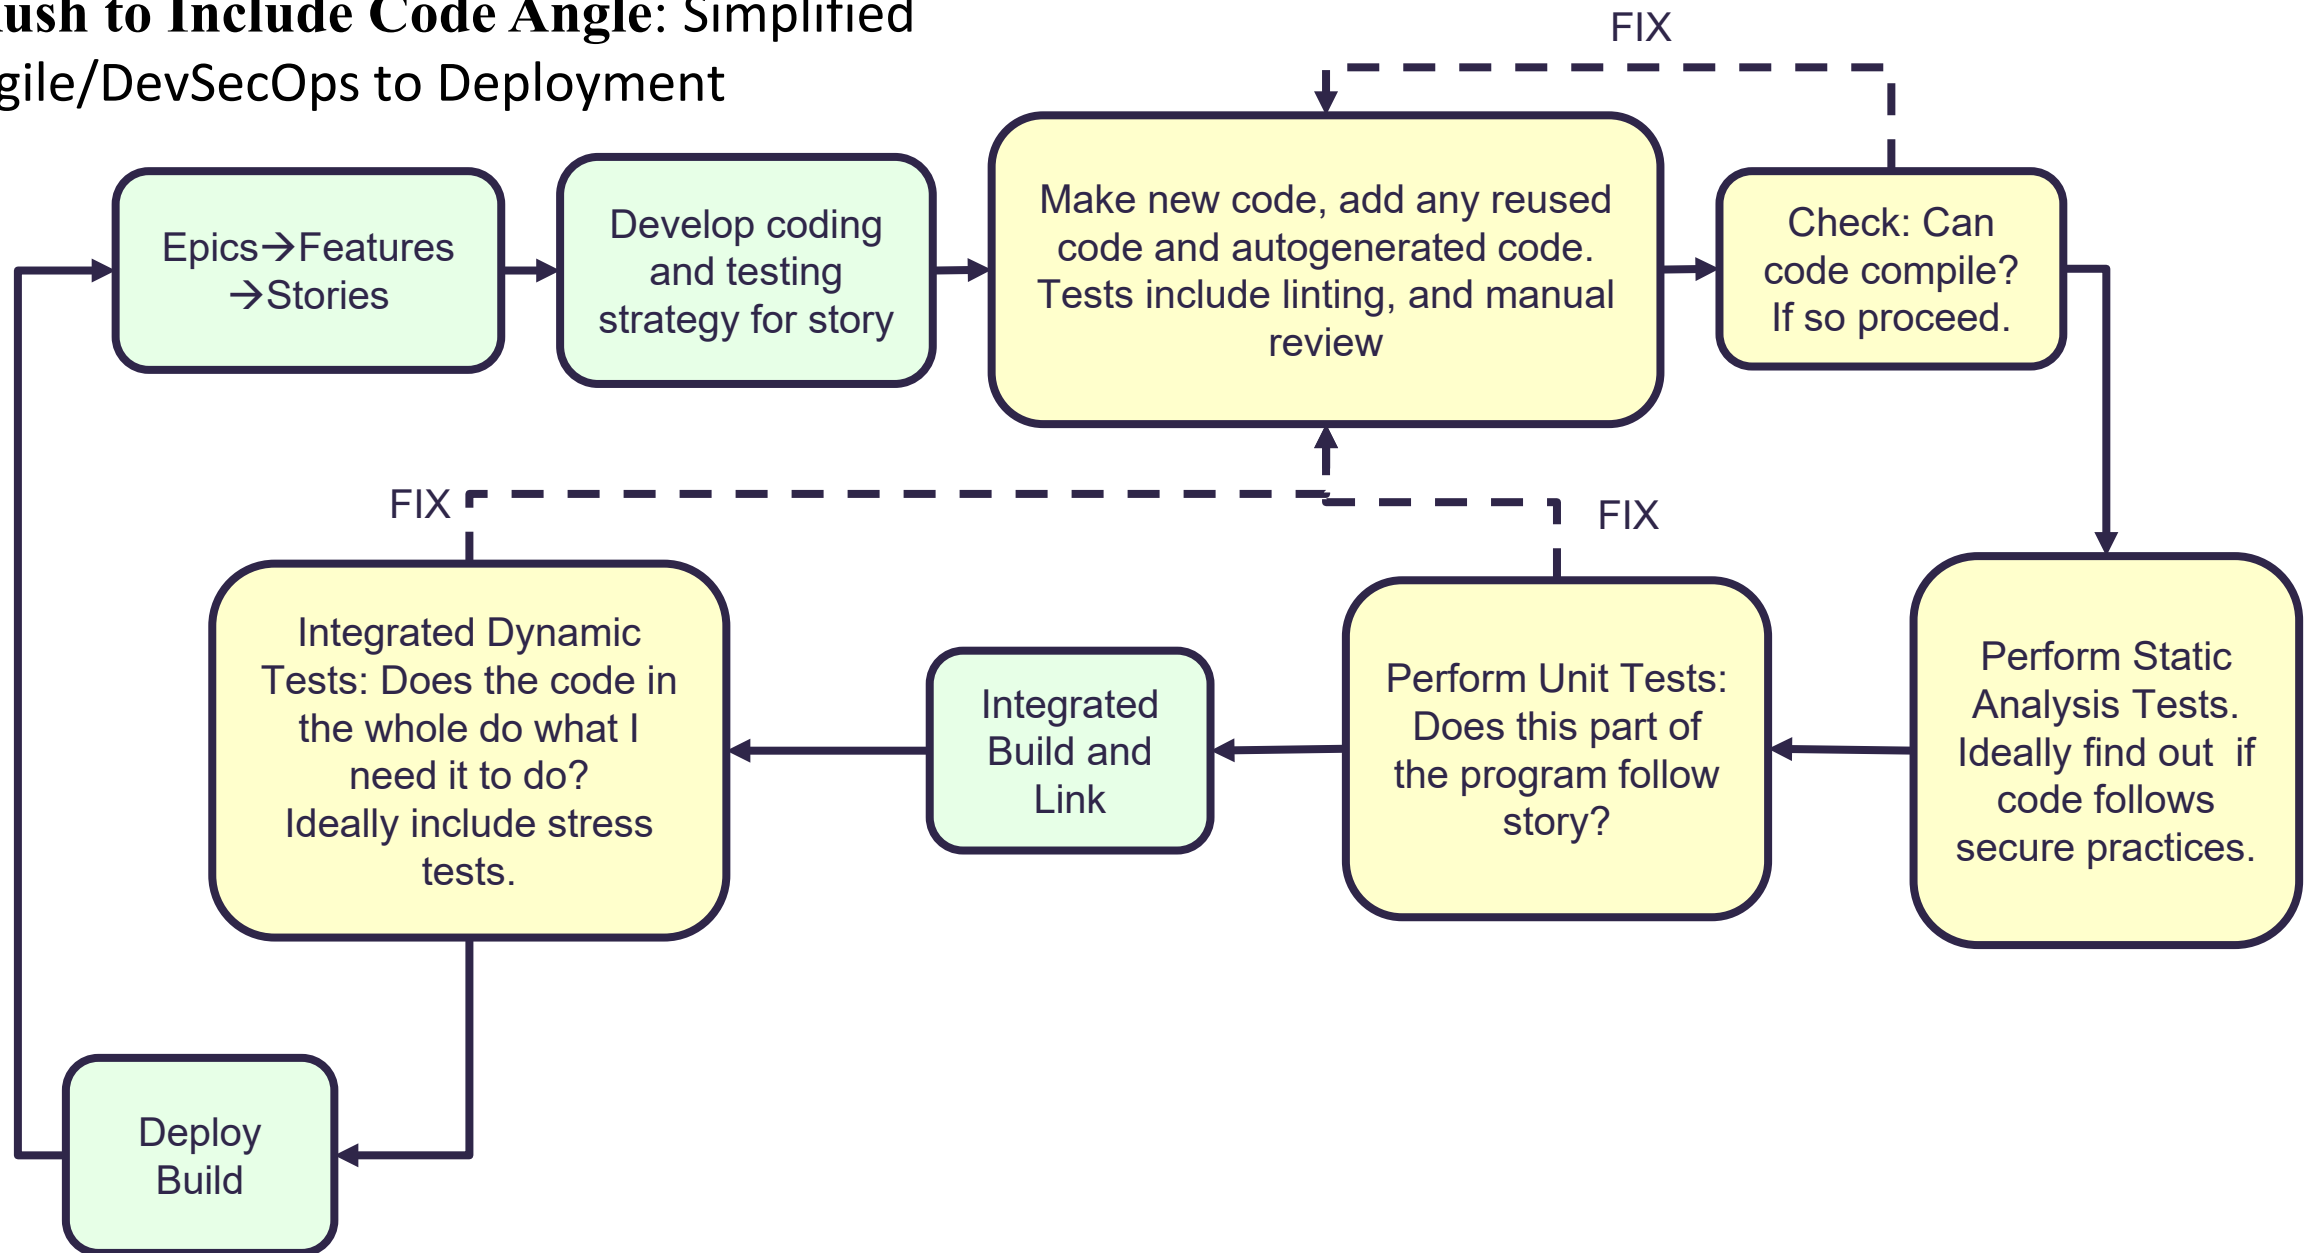 to Include Code Angle: Simplified
/DevSecOps to Deployment
FIX
Epics→Features
→Stories
Develop coding
and testing
strategy for story
Make new code, add any reused
code and autogenerated code.
Tests include linting, and manual
review
Check: Can
code compile?
If so proceed.
FIX
FIX
Integrated Dynamic
Tests: Does the code in
the whole do what I
need it to do?
Ideally include stress
tests.
Integrated
Build and
Link
Perform Unit Tests:
Does this part of
the program follow
story?
Perform Static
Analysis Tests.
Ideally find out  if
code follows
secure practices.
Deploy
Build